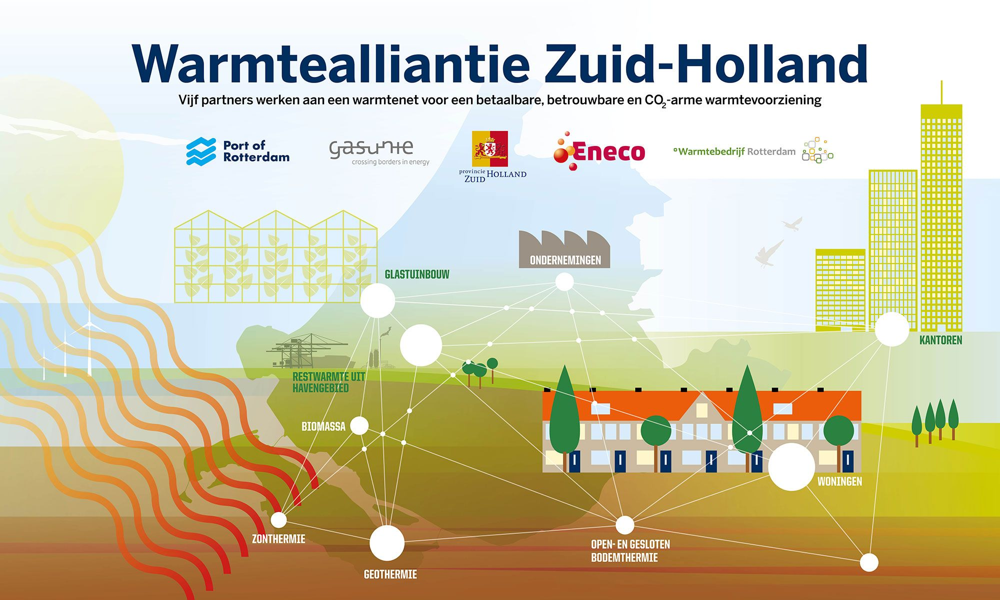 Warmtealliantie Zuid-Holland
Vijf partners werken aan een warmtenet voor een betaalbare, betrouwbare en CO₂-arme warmtevoorziening
Port of
Rotterdam
gasunie
crossing borders in energy
provincie
ZUID HOLLAND
Eneco
Warmtebedrijf Rotterdam
ONDERNEMINGEN
GLASTUINBOUW
KANTOREN
RESTWARMTE UIT
HAVENGEBIED
BIOMASSA
WONINGEN
ZONTHERMIE
OPEN- EN GESLOTEN
BODEMTHERMIE
GEOTHERMIE